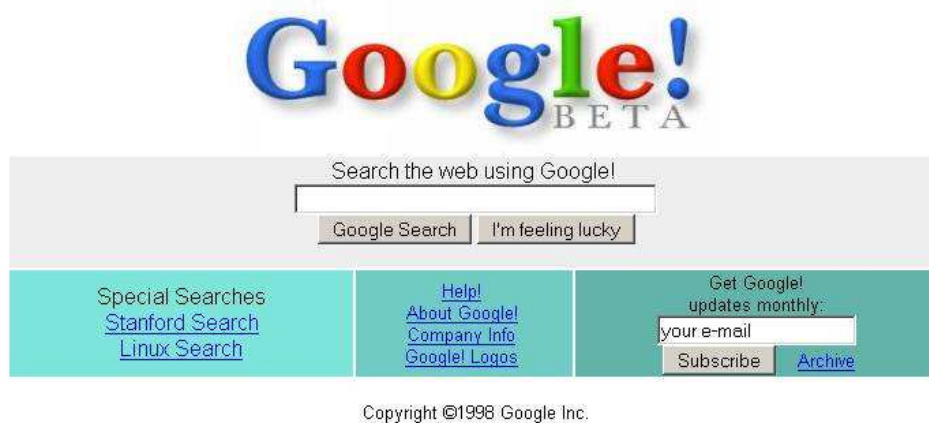 Google!
BETA
Search the web using Google!
Google Search
I'm feeling lucky
Special Searches
Stanford Search
Linux Search
Help!
About Google!
Company Info
Google! Logos
Get Google!
updates monthly:
your e-mail
Subscribe Archive
Copyright ©1998 Google Inc.